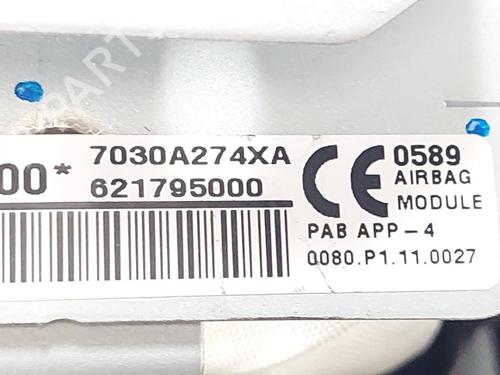 00* 7030A274XA
621795000
CE 0589
AIRBAG
MODULE
PAB APP-4
0080.P1.11.0027